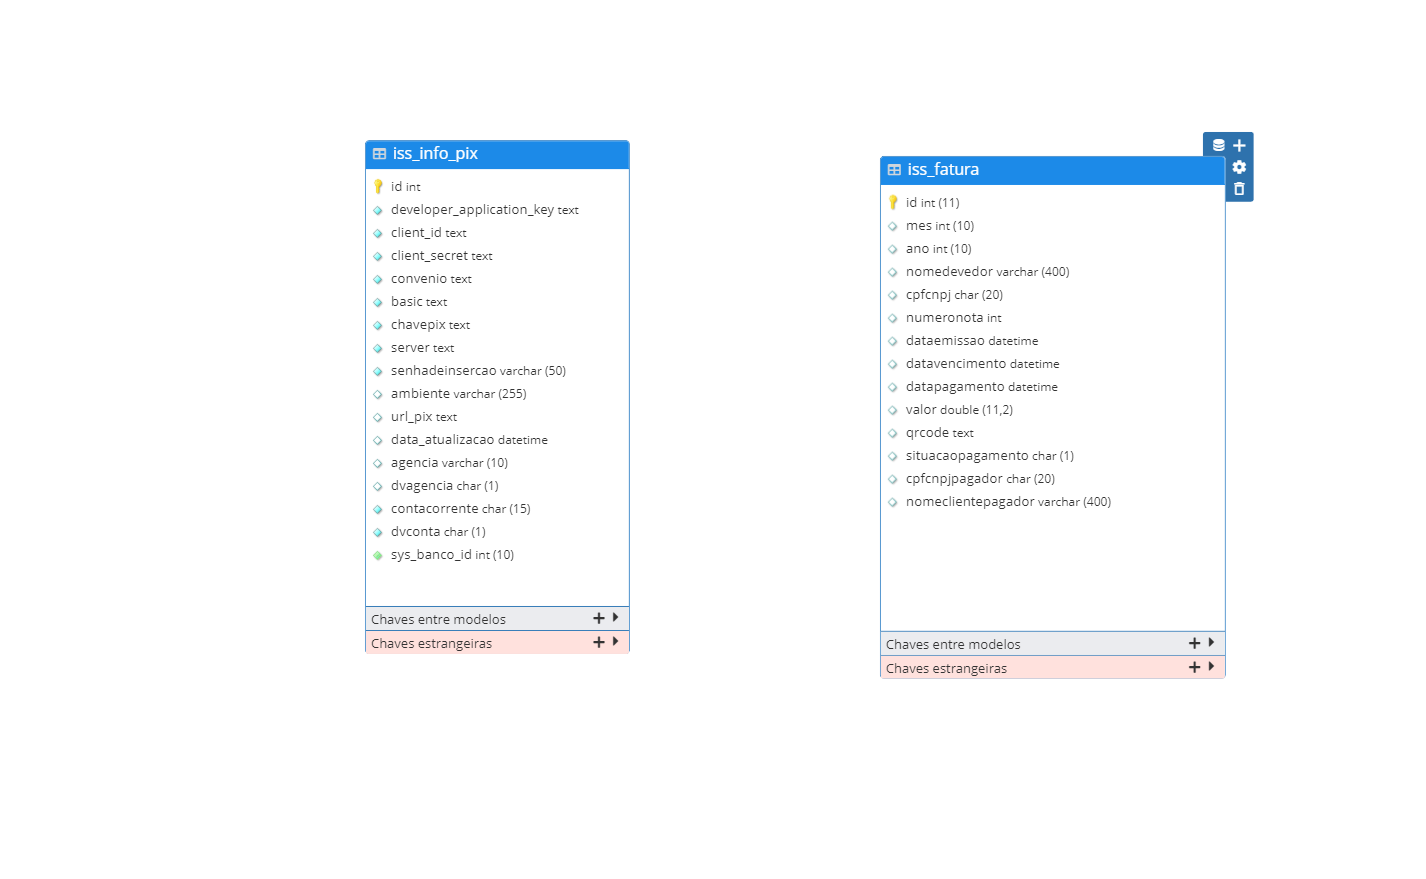 iss_info_pix
id int
developer_application_key text
client_id text
client_secret text
convenio text
basic text
chavepix text
server text
senhadeinsercao varchar (50)
ambiente varchar (255)
url_pix text
data_atualizacao datetime
agencia varchar (10)
dvagencia char (1)
contacorrente char (15)
dvconta char (1)
sys_banco_id int (10)
Chaves entre modelos
Chaves estrangeiras
iss_fatura
id int (11)
mes int (10)
ano int (10)
nomedevedor varchar (400)
cpfcnpj char (20)
numeronota int
dataemissao datetime
datavencimento datetime
datapagamento datetime
valor double (11,2)
qrcode text
situacaopagamento char (1)
cpfcnpjpagador char (20)
nomeclientepagador varchar (400)
Chaves entre modelos
Chaves estrangeiras